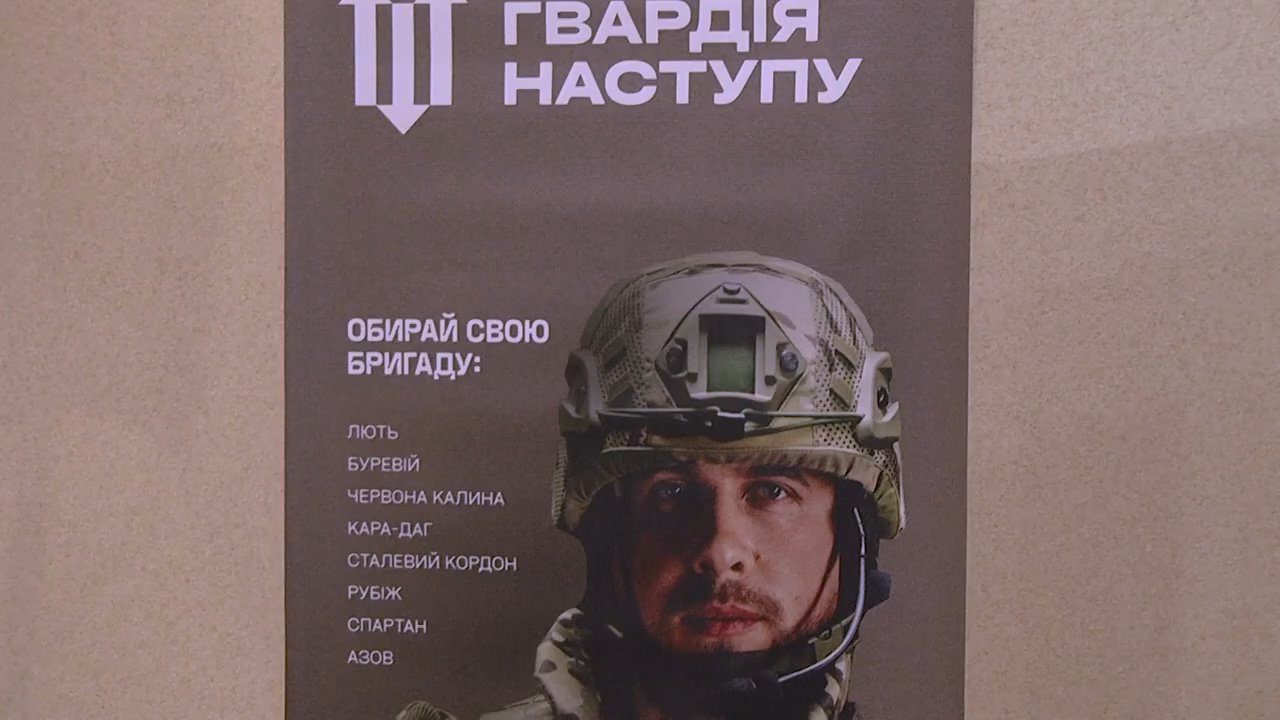 ГВАРДІЯ
НАСТУПУ
ОБИРАЙ СВОЮ
БРИГАДУ:
ЛЮТЬ
БУРЕВІЙ
ЧЕРВОНА КАЛИНА
КАРА-ДАГ
СТАЛЕВИЙ КОРДОН
РУБІЖ
СПАРТАН
АЗОВ